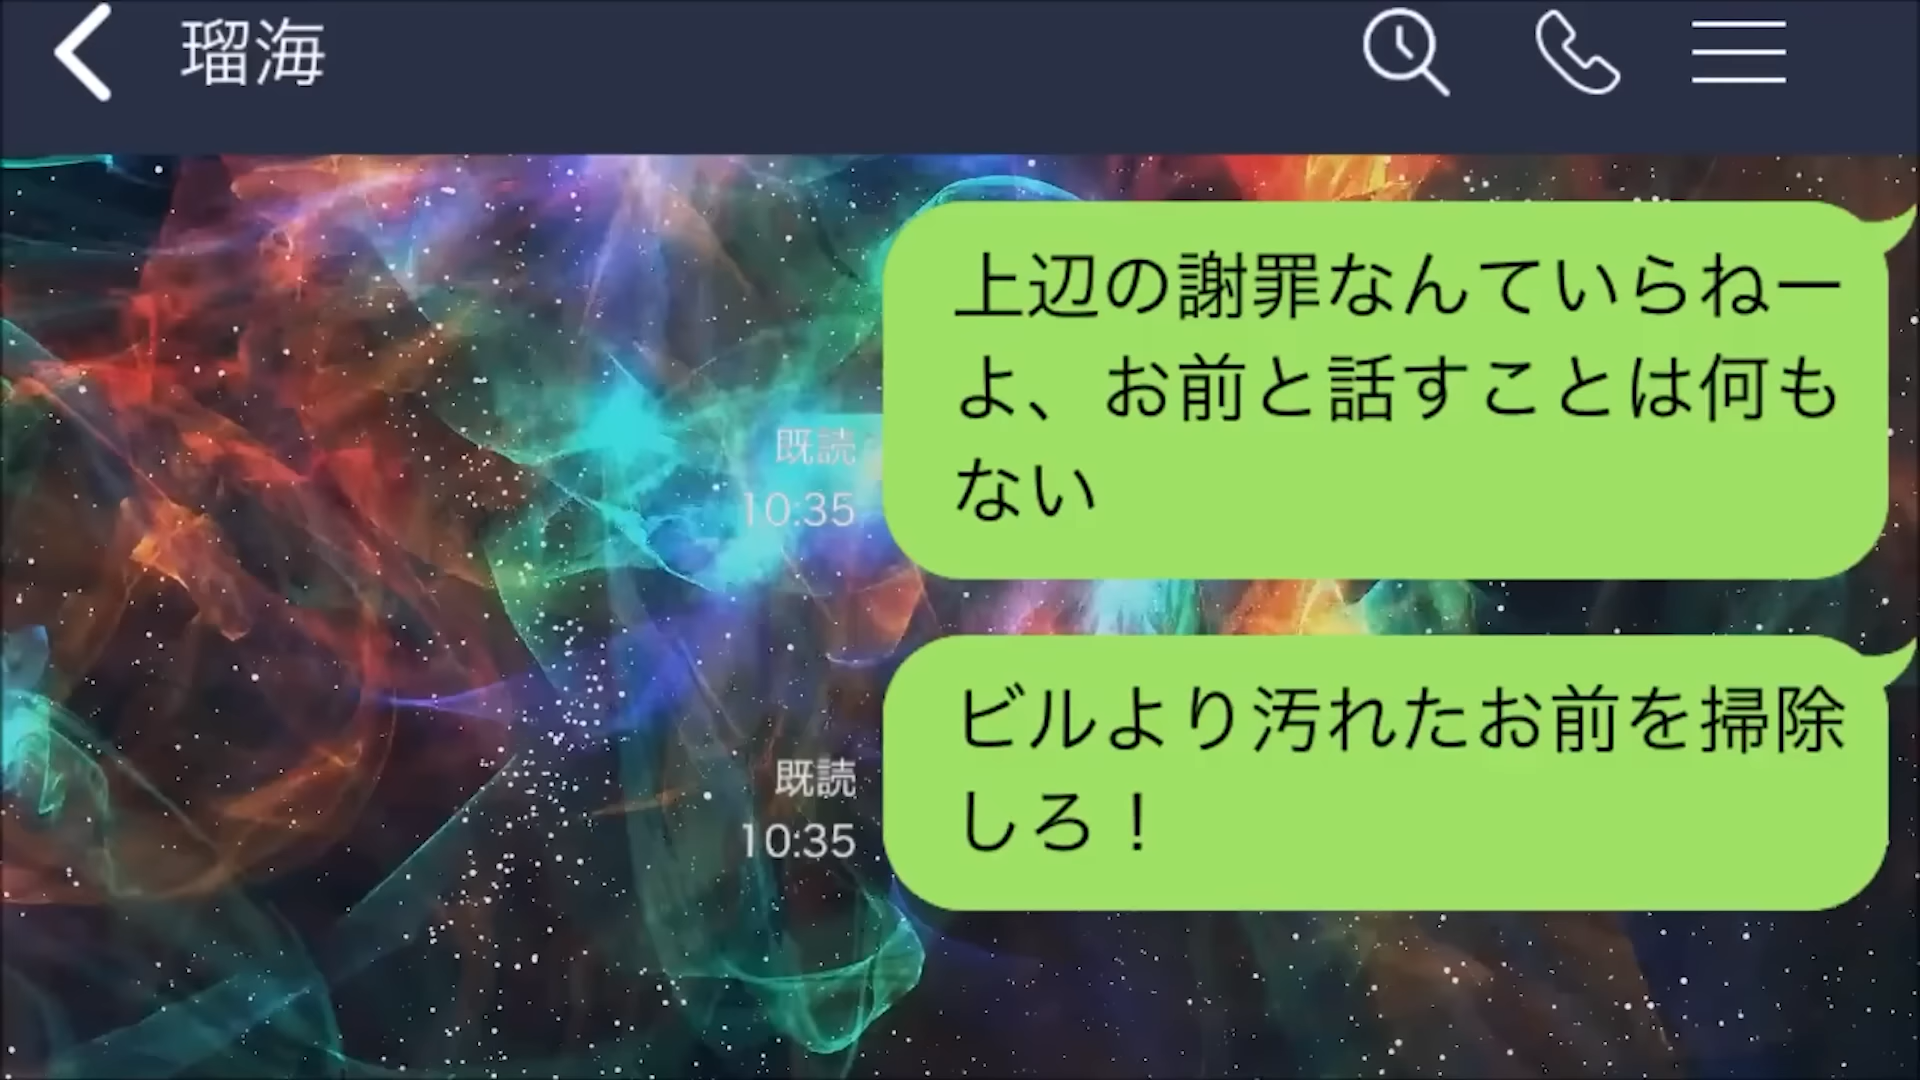 瑠海
上辺の謝罪なんていらねー
よ、お前と話すことは何も
ない
既読
10:35
ビルより汚れたお前を掃除
しろ！
既読
10:35